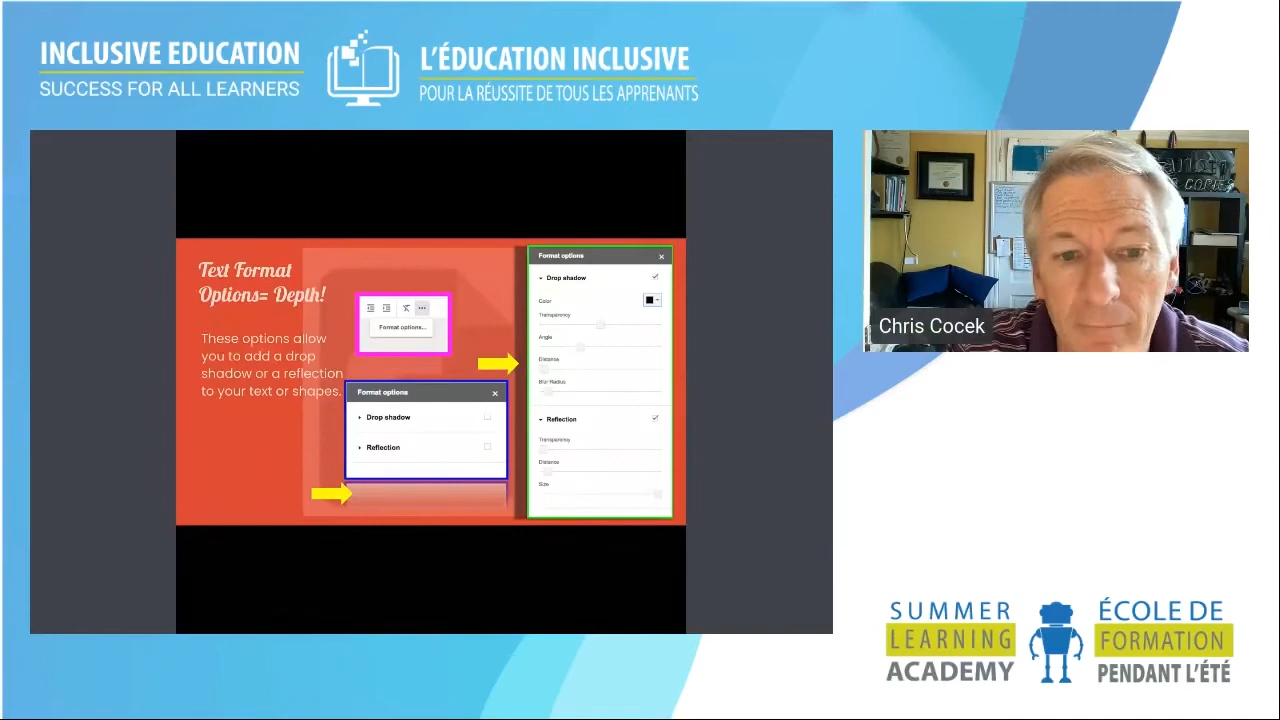 INCLUSIVE EDUCATION
SUCCESS FOR ALL LEARNERS
L'ÉDUCATION INCLUSIVE
POUR LA RÉUSSITE DE TOUS LES APPRENANTS
Text Format
Options= Depth!
These options allow
you to add a drop
shadow or a reflection
to your text or shapes.
Format options...
Format options
Drop shadow
Reflection
Format options
Drop shadow
Color
Transparency
Angle
Distance
Blur Radius
Reflection
Transparency
Distance
Size
COPIES
Chris Cocek
SUMMER
LEARNING
ACADEMY
ÉCOLE DE
FORMATION
PENDANT L'ÉTÉ